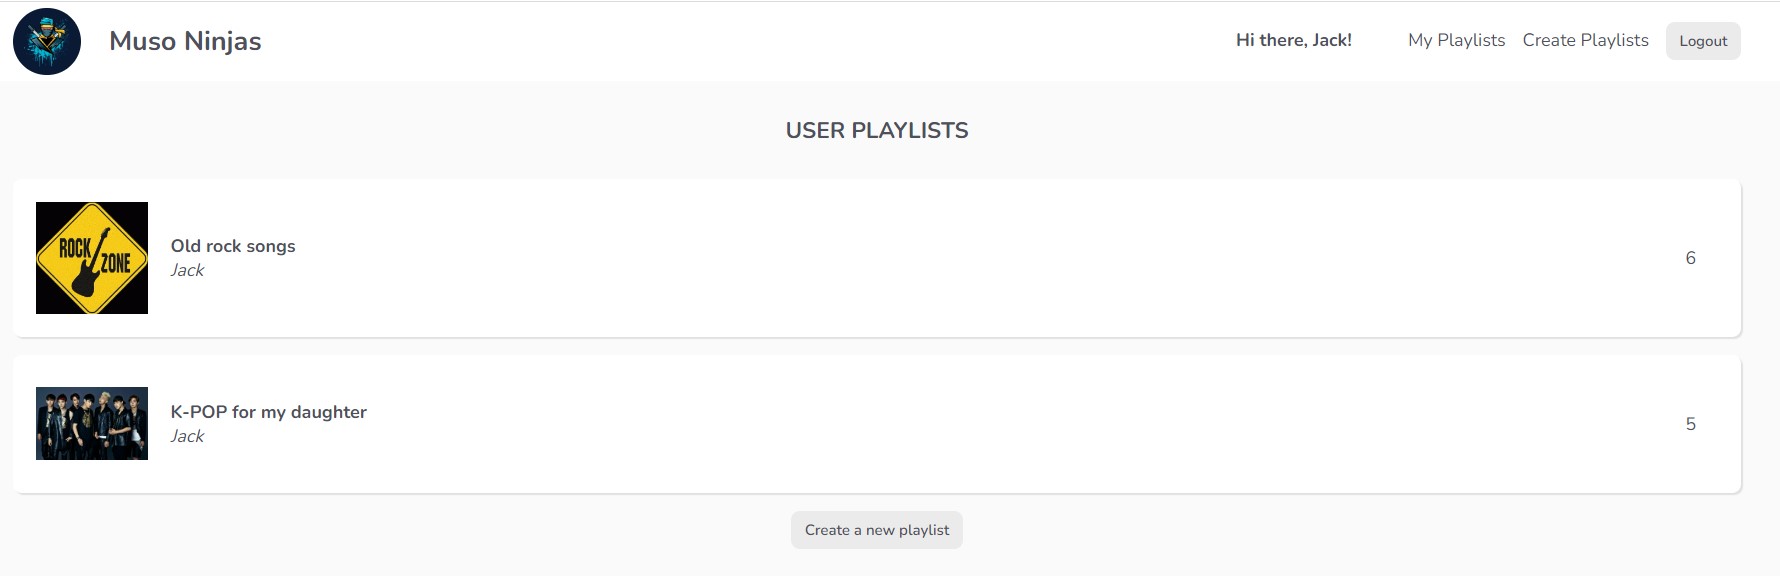 Muso Ninjas
Hi there, Jack!
My Playlists
Create Playlists
Logout
USER PLAYLISTS
ROCK
ZONE
Old rock songs
Jack
6
K-POP for my daughter
Jack
5
Create a new playlist